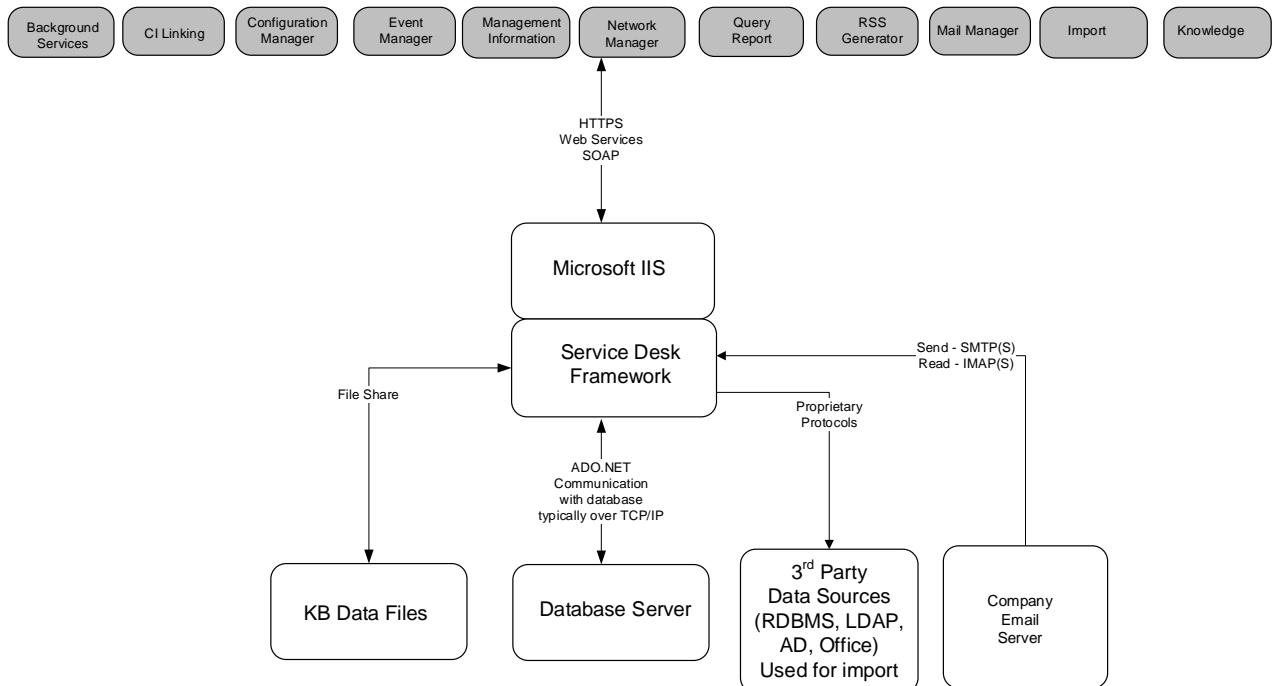 Background
Services
CI Linking
Configuration
Manager
Event
Manager
Management
Information
Network
Manager
Query
Report
RSS
Generator
Mail Manager
Import
Knowledge
HTTPS
Web Services
SOAP
Microsoft IIS
Service Desk
Framework
Send - SMTP(S)
Read - IMAP(S)
File Share
Proprietary
Protocols
ADO.NET
Communication
with database
typically over TCP/IP
KB Data Files
Database Server
3rd Party
Data Sources
(RDBMS, LDAP,
AD, Office)
Used for import
Company
Email
Server